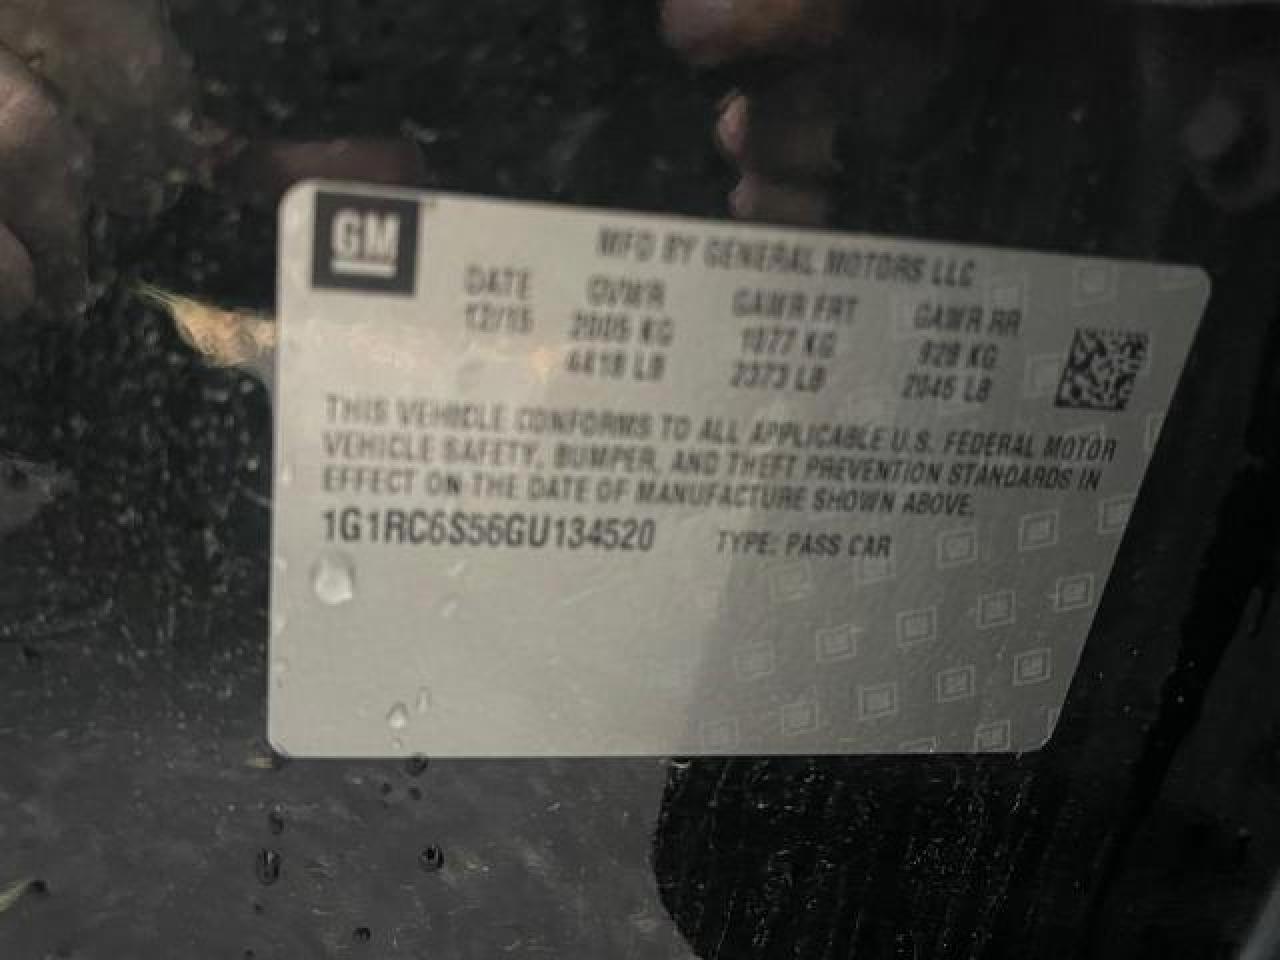 GM
MFD BY GENERAL MOTORS LLC
DATE GVWR GAWR FRT GAWR RR
12/15 2005 KG 1077 KG 928 KG
4418 LB 2373 LB 2045 LB
THIS VEHICLE CONFORMS TO ALL APPLICABLE U.S. FEDERAL MOTOR
VEHICLE SAFETY, BUMPER, AND THEFT PREVENTION STANDARDS IN
EFFECT ON THE DATE OF MANUFACTURE SHOWN ABOVE.
1G1RC6S56GU134520 TYPE: PASS CAR